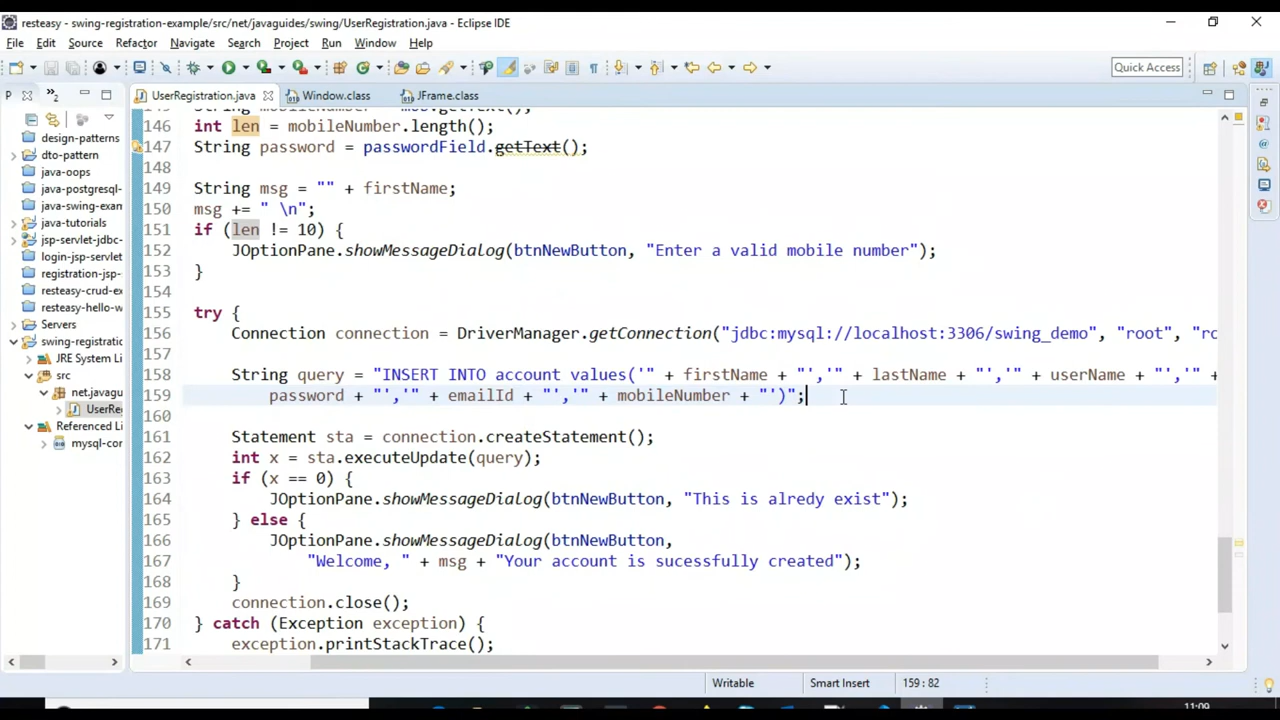 resteasy - swing-registration-example/src/net/javaguides/swing/UserRegistration.java - Eclipse IDE
File Edit Source Refactor Navigate Search Project Run Window Help
Quick Access
P
2
UserRegistration.java
Window.class
JFrame.class
design-patterns
dto-pattern
java-oops
java-postgresql-
java-swing-exam
java-tutorials
jsp-servlet-jdbc-
login-jsp-servlet
registration-jsp-
resteasy-crud-ex
resteasy-hello-w
Servers
swing-registratio
JRE System Li
src
net.javagu
UserRe
Referenced Li
mysql-cor
146 int len = mobileNumber.length();
147 String password = passwordField.getText();
148
149 String msg = "" + firstName;
150 msg += " \n";
151 if (len != 10) {
152 JOptionPane.showMessageDialog(btnNewButton, "Enter a valid mobile number");
153 }
154
155 try {
156 Connection connection = DriverManager.getConnection("jdbc:mysql://localhost:3306/swing_demo", "root", "ro
157
158 String query = "INSERT INTO account values('" + firstName + "','" + lastName + "','" + userName + "','" +
159 password + "','" + emailId + "','" + mobileNumber + "')";
160
161 Statement sta = connection.createStatement();
162 int x = sta.executeUpdate(query);
163 if (x == 0) {
164 JOptionPane.showMessageDialog(btnNewButton, "This is alredy exist");
165 } else {
166 JOptionPane.showMessageDialog(btnNewButton,
167 "Welcome, " + msg + "Your account is sucessfully created");
168 }
169 connection.close();
170 } catch (Exception exception) {
171 exception.printStackTrace();
Writable
Smart Insert
159 : 82
11:09